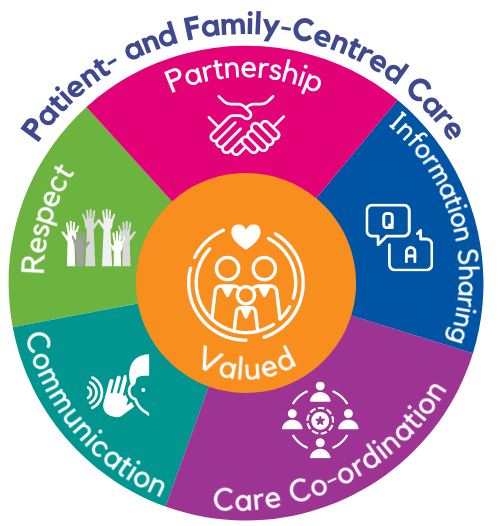 Patient- and Family-Centred Care
Partnership
Information Sharing
Q
A
Care Co-ordination
Communication
Respect
Valued